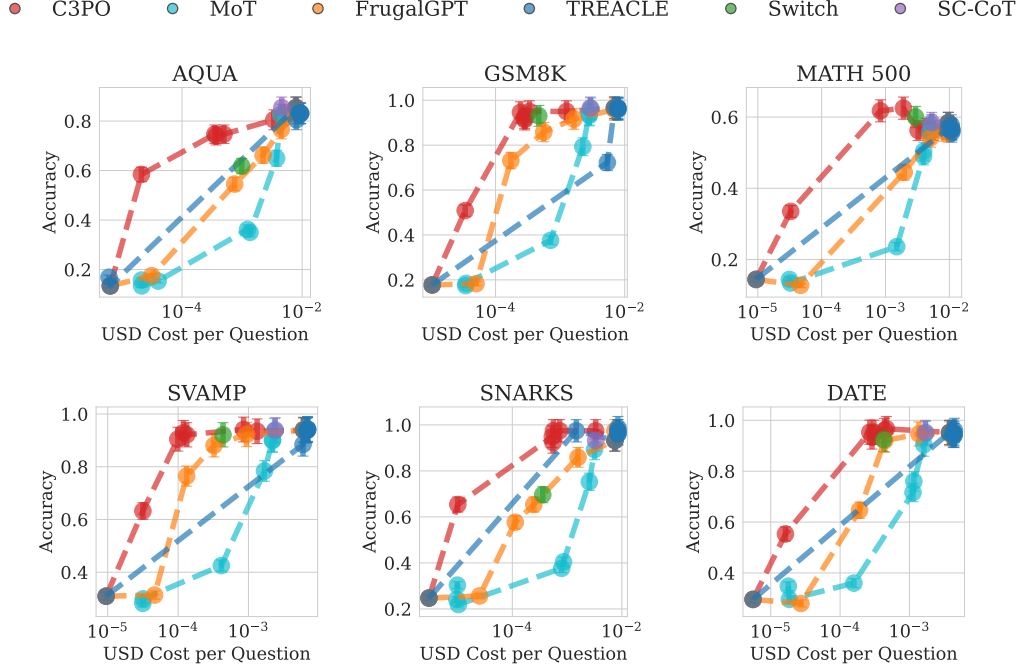 C3PO MoT FrugalGPT TREACLE Switch SC-CoT
AQUA GSM8K MATH 500
Accuracy
0.8
0.6
0.4
0.2
10⁻⁴ 10⁻²
USD Cost per Question
Accuracy
1.0
0.8
0.6
0.4
0.2
10⁻⁴ 10⁻²
USD Cost per Question
Accuracy
0.6
0.4
0.2
10⁻⁵ 10⁻⁴ 10⁻³ 10⁻²
USD Cost per Question
SVAMP SNARKS DATE
Accuracy
1.0
0.8
0.6
0.4
10⁻⁵ 10⁻⁴ 10⁻³
USD Cost per Question
Accuracy
1.0
0.8
0.6
0.4
0.2
10⁻⁴ 10⁻²
USD Cost per Question
Accuracy
1.0
0.8
0.6
0.4
10⁻⁵ 10⁻⁴ 10⁻³
USD Cost per Question